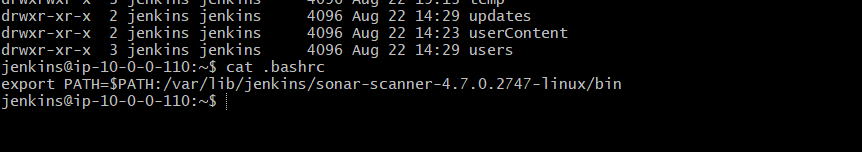 drwxrwxr-x  3 jenkins jenkins      4096 Aug 22 19:13 temp
drwxr-xr-x  2 jenkins jenkins      4096 Aug 22 14:29 updates
drwxr-xr-x  2 jenkins jenkins      4096 Aug 22 14:23 userContent
drwxr-xr-x  3 jenkins jenkins      4096 Aug 22 14:29 users
jenkins@ip-10-0-0-110:~$ cat .bashrc
export PATH=$PATH:/var/lib/jenkins/sonar-scanner-4.7.0.2747-linux/bin
jenkins@ip-10-0-0-110:~$